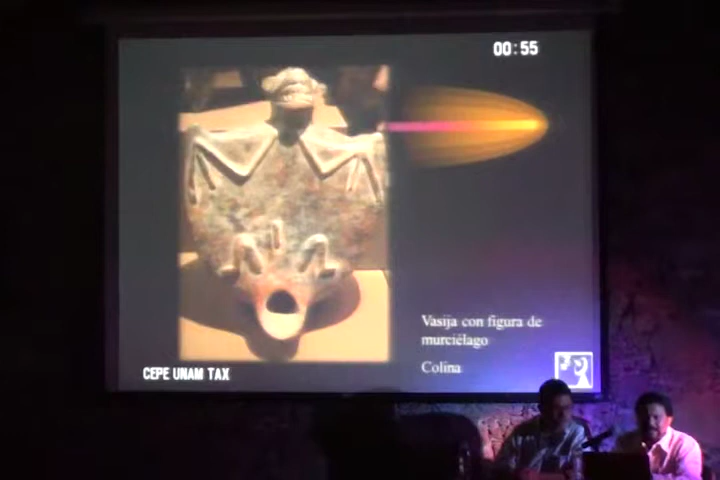 00:55
Vasija con figura de
murciélago
Colina
CEPE UNAM TAX